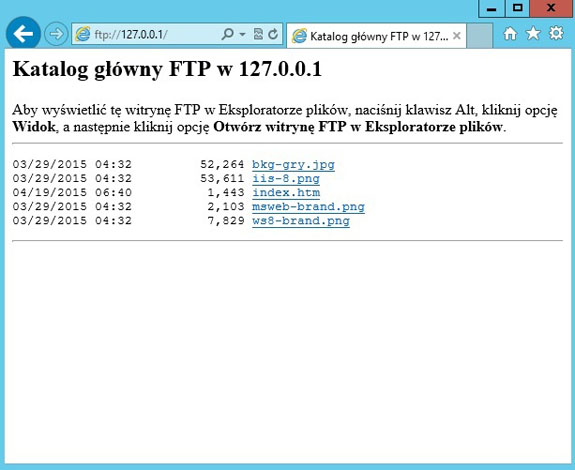 ftp://127.0.0.1/
Katalog główny FTP w 127....
Katalog główny FTP w 127.0.0.1
Aby wyświetlić tę witrynę FTP w Eksploratorze plików, naciśnij klawisz Alt, kliknij opcję
Widok, a następnie kliknij opcję Otwórz witrynę FTP w Eksploratorze plików.
03/29/2015 04:32 52,264 bkg-gry.jpg
03/29/2015 04:32 53,611 iis-8.png
04/19/2015 06:40 1,443 index.htm
03/29/2015 04:32 2,103 msweb-brand.png
03/29/2015 04:32 7,829 ws8-brand.png